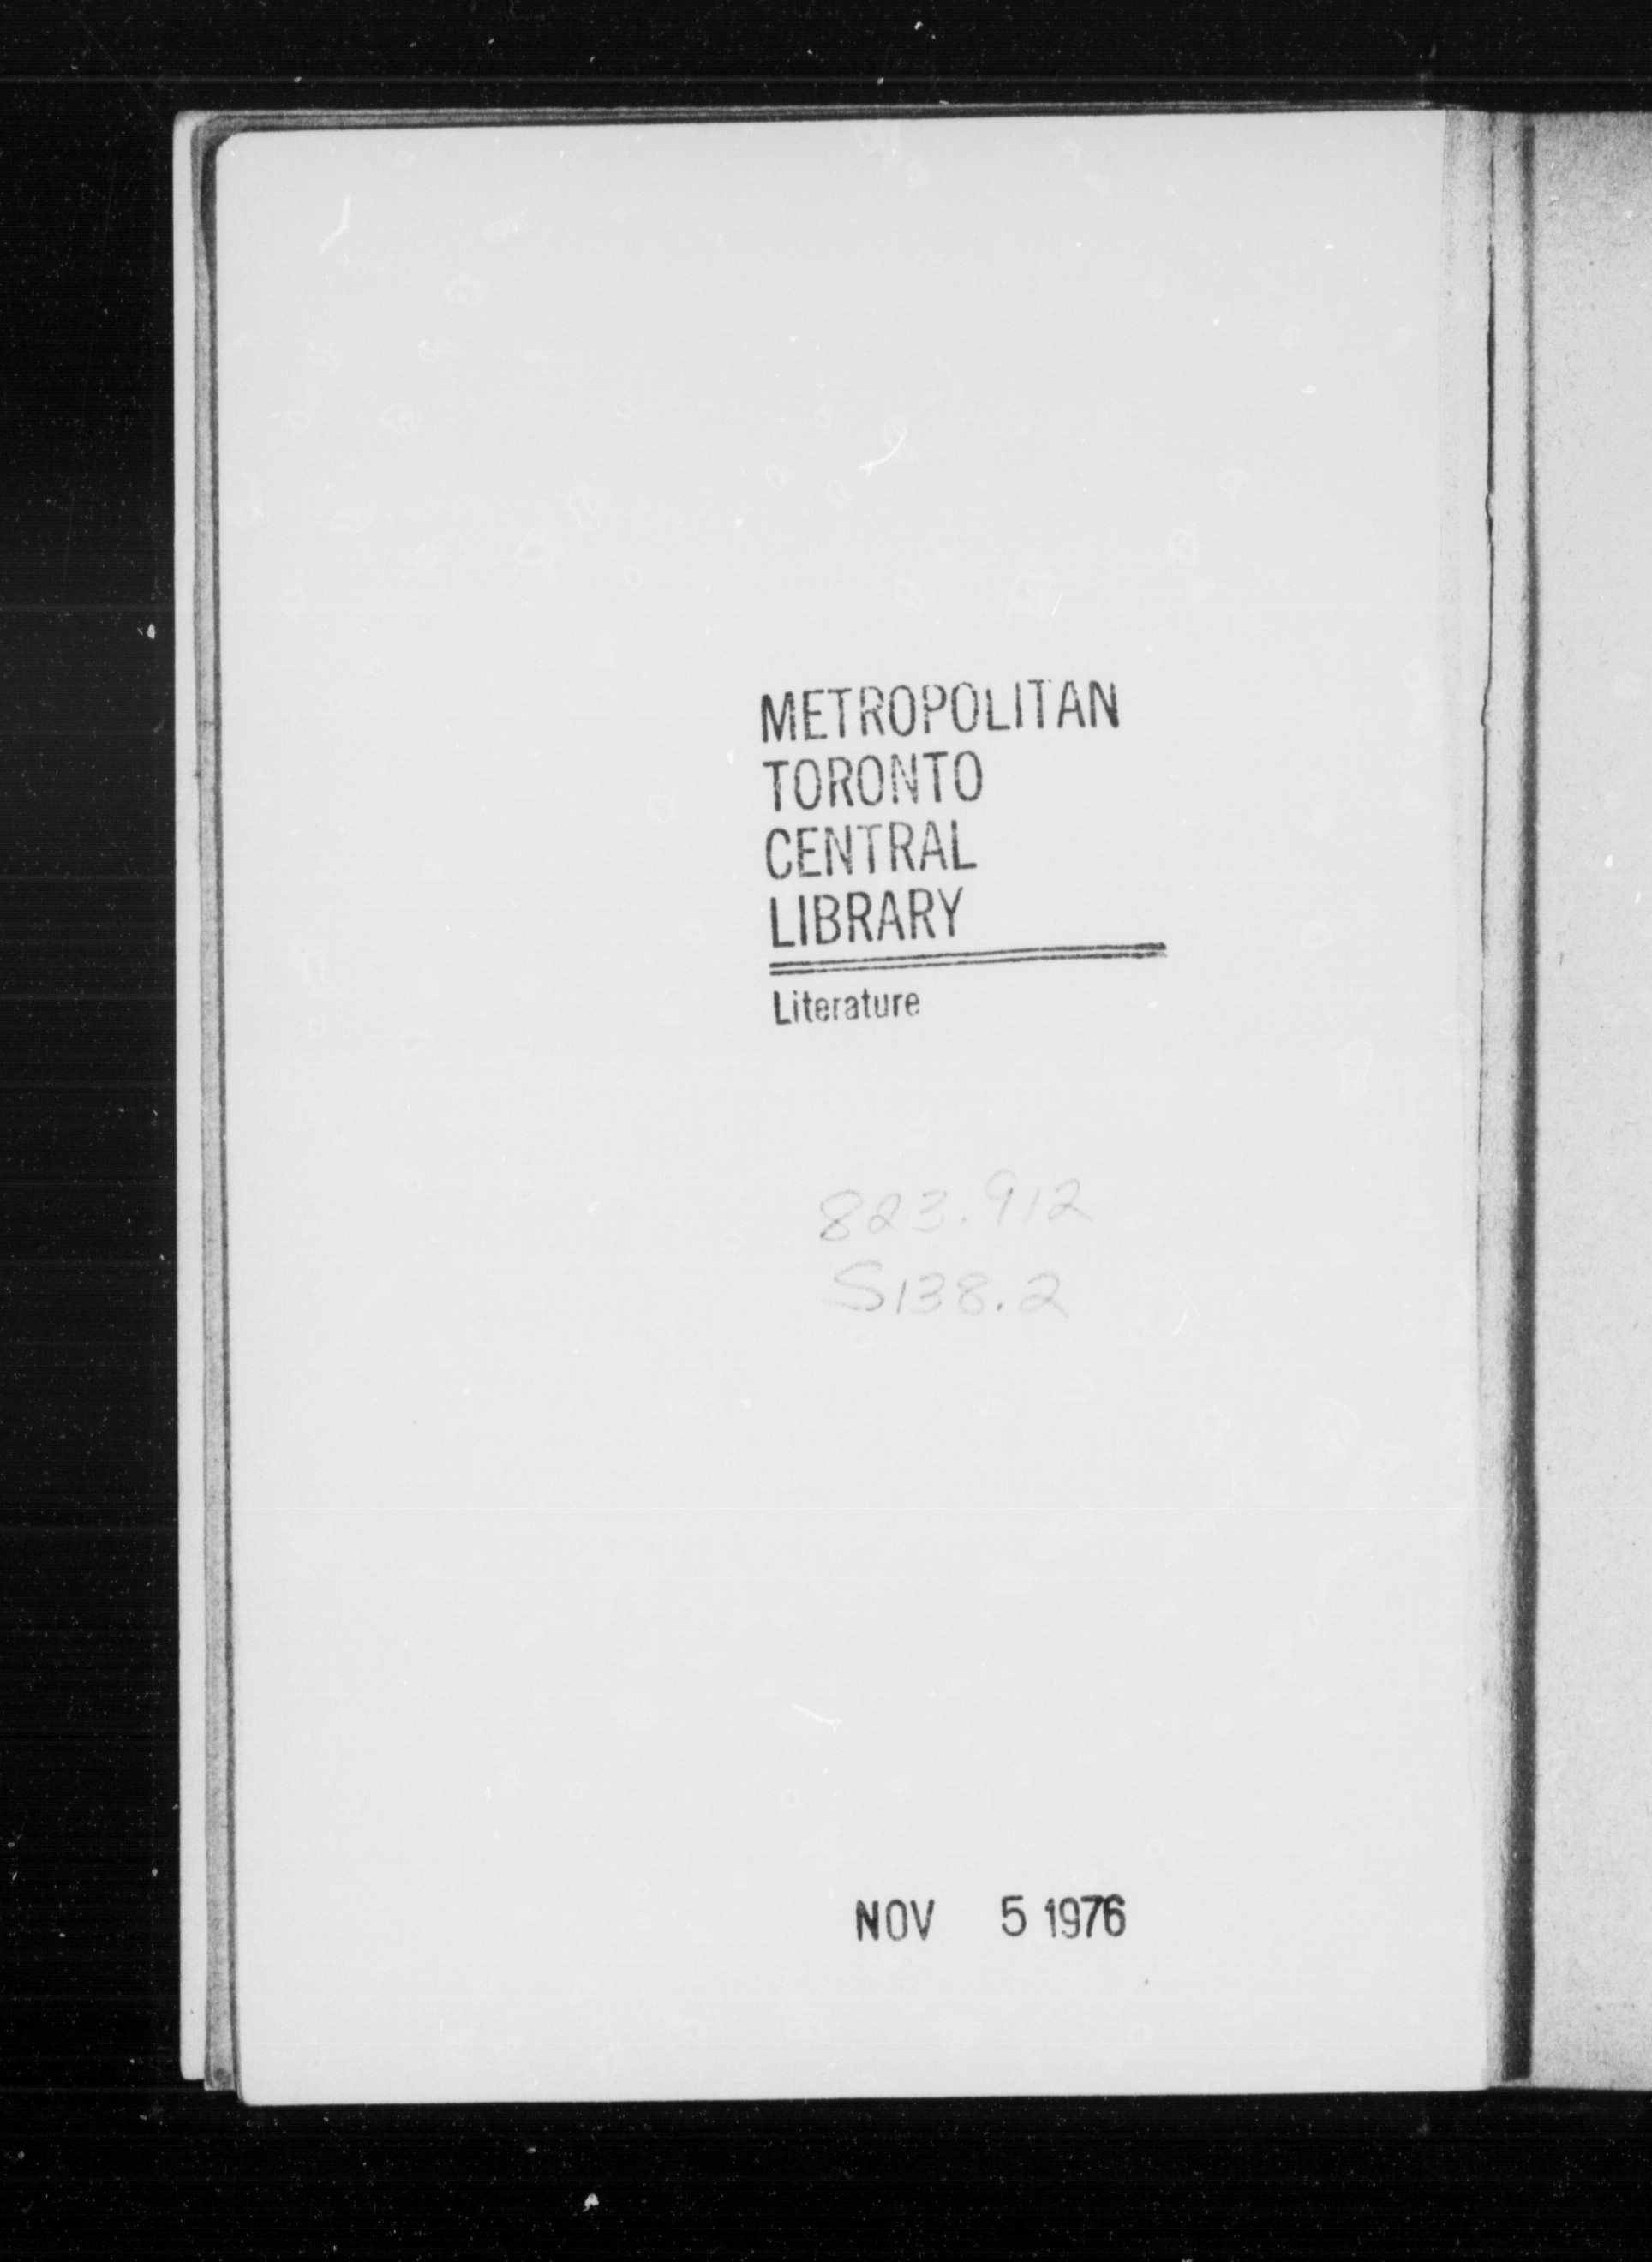 METROPOLITAN
TORONTO
CENTRAL
LIBRARY
Literature
823.912
S138.2
NOV 5 1976